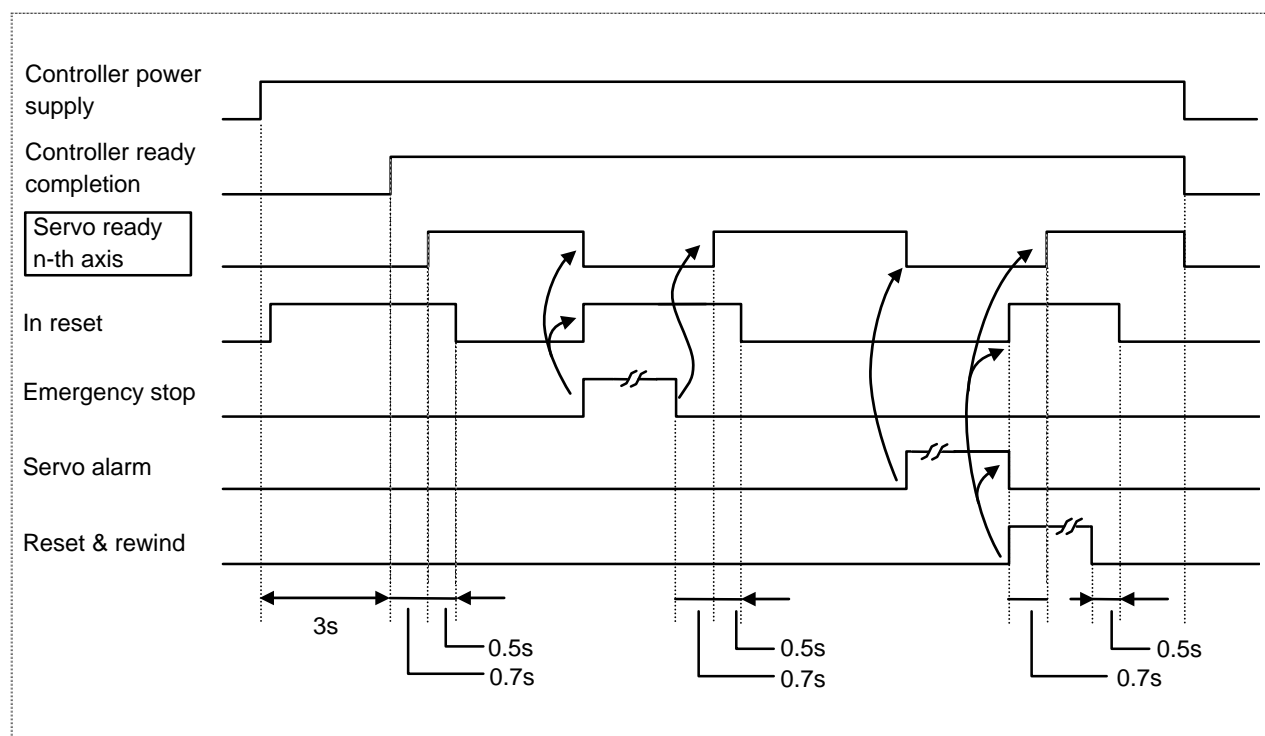 Controller power
supply
Controller ready
completion
Servo ready
n-th axis
In reset
Emergency stop
Servo alarm
Reset & rewind
3s
0.5s
0.7s
0.5s
0.7s
0.5s
0.7s